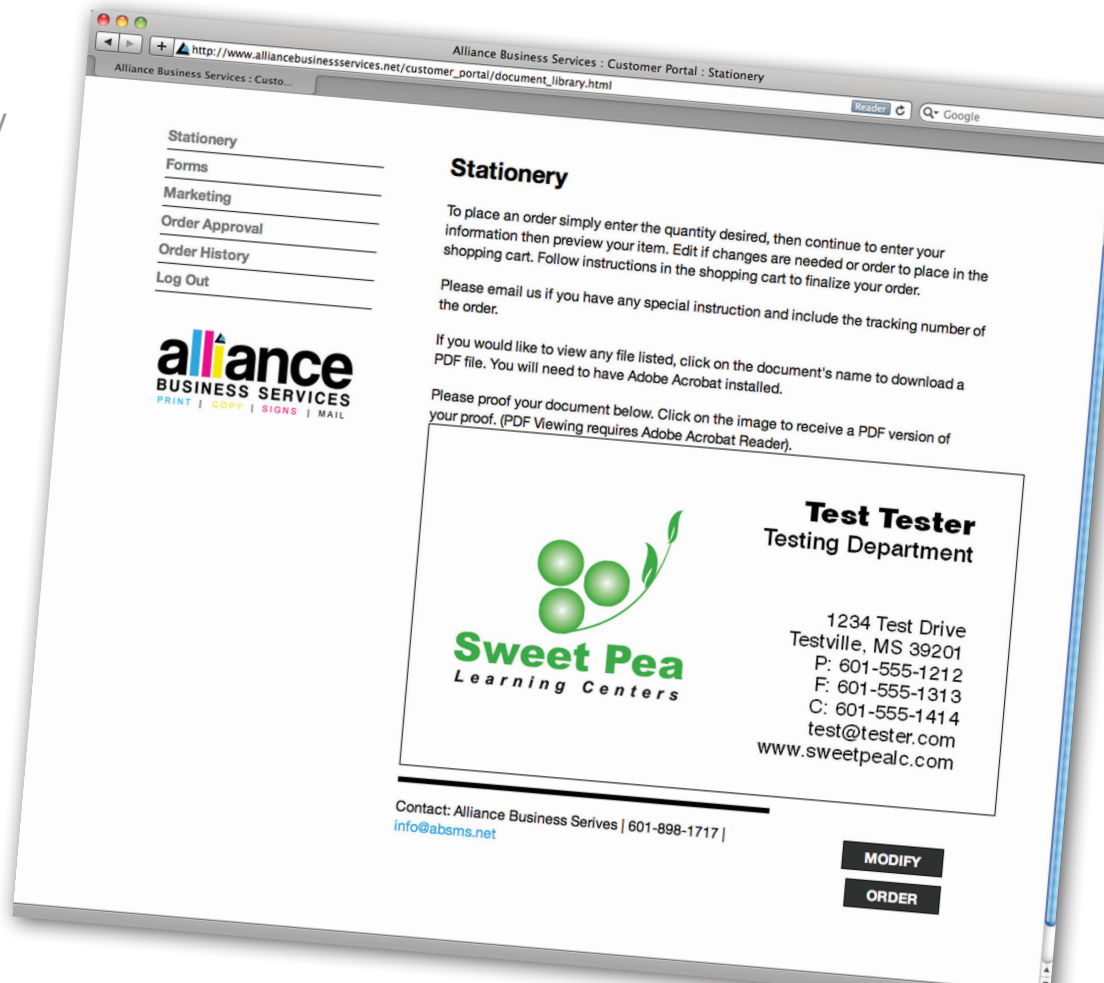 Alliance Business Services : Customer Portal : Stationery
http://www.alliancebusinessservices.net/customer_portal/document_library.html
Reader
Google
Alliance Business Services : Custo...
Stationery
Forms
Marketing
Order Approval
Order History
Log Out
alliance
BUSINESS SERVICES
PRINT | COPY | SIGNS | MAIL
Stationery
To place an order simply enter the quantity desired, then continue to enter your
information then preview your item. Edit if changes are needed or order to place in the
shopping cart. Follow instructions in the shopping cart to finalize your order.
Please email us if you have any special instruction and include the tracking number of
the order.
If you would like to view any file listed, click on the document's name to download a
PDF file. You will need to have Adobe Acrobat installed.
Please proof your document below. Click on the image to receive a PDF version of
your proof. (PDF Viewing requires Adobe Acrobat Reader).
Sweet Pea
Learning Centers
Test Tester
Testing Department
1234 Test Drive
Testville, MS 39201
P: 601-555-1212
F: 601-555-1313
C: 601-555-1414
test@tester.com
www.sweetpealc.com
Contact: Alliance Business Serives | 601-898-1717 |
info@absms.net
MODIFY
ORDER